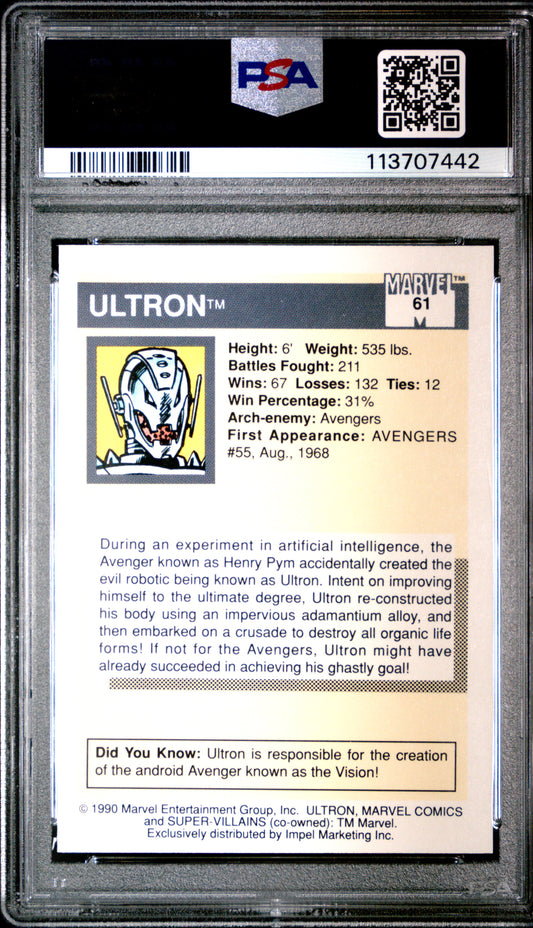 PSA
113707442
MARVEL™
61
ULTRON™
Height: 6' Weight: 535 lbs.
Battles Fought: 211
Wins: 67 Losses: 132 Ties: 12
Win Percentage: 31%
Arch-enemy: Avengers
First Appearance: AVENGERS
#55, Aug., 1968
During an experiment in artificial intelligence, the
Avenger known as Henry Pym accidentally created the
evil robotic being known as Ultron. Intent on improving
himself to the ultimate degree, Ultron re-constructed
his body using an impervious adamantium alloy, and
then embarked on a crusade to destroy all organic life
forms! If not for the Avengers, Ultron might have
already succeeded in achieving his ghastly goal!
Did You Know: Ultron is responsible for the creation
of the android Avenger known as the Vision!
© 1990 Marvel Entertainment Group, Inc. ULTRON, MARVEL COMICS
and SUPER-VILLAINS (co-owned): TM Marvel.
Exclusively distributed by Impel Marketing Inc.
PSA